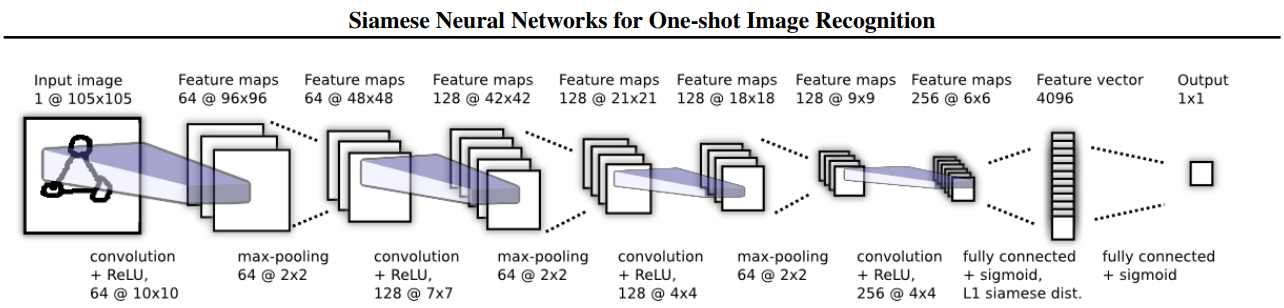 Siamese Neural Networks for One-shot Image Recognition
Input image
1 @ 105x105
Feature maps
64 @ 96x96
Feature maps
64 @ 48x48
Feature maps
128 @ 42x42
Feature maps
128 @ 21x21
Feature maps
128 @ 18x18
Feature maps
128 @ 9x9
Feature maps
256 @ 6x6
Feature vector
4096
Output
1x1
convolution
+ ReLU,
64 @ 10x10
max-pooling
64 @ 2x2
convolution
+ ReLU,
128 @ 7x7
max-pooling
64 @ 2x2
convolution
+ ReLU,
128 @ 4x4
max-pooling
64 @ 2x2
convolution
+ ReLU,
256 @ 4x4
fully connected
+ sigmoid,
L1 siamese dist.
fully connected
+ sigmoid